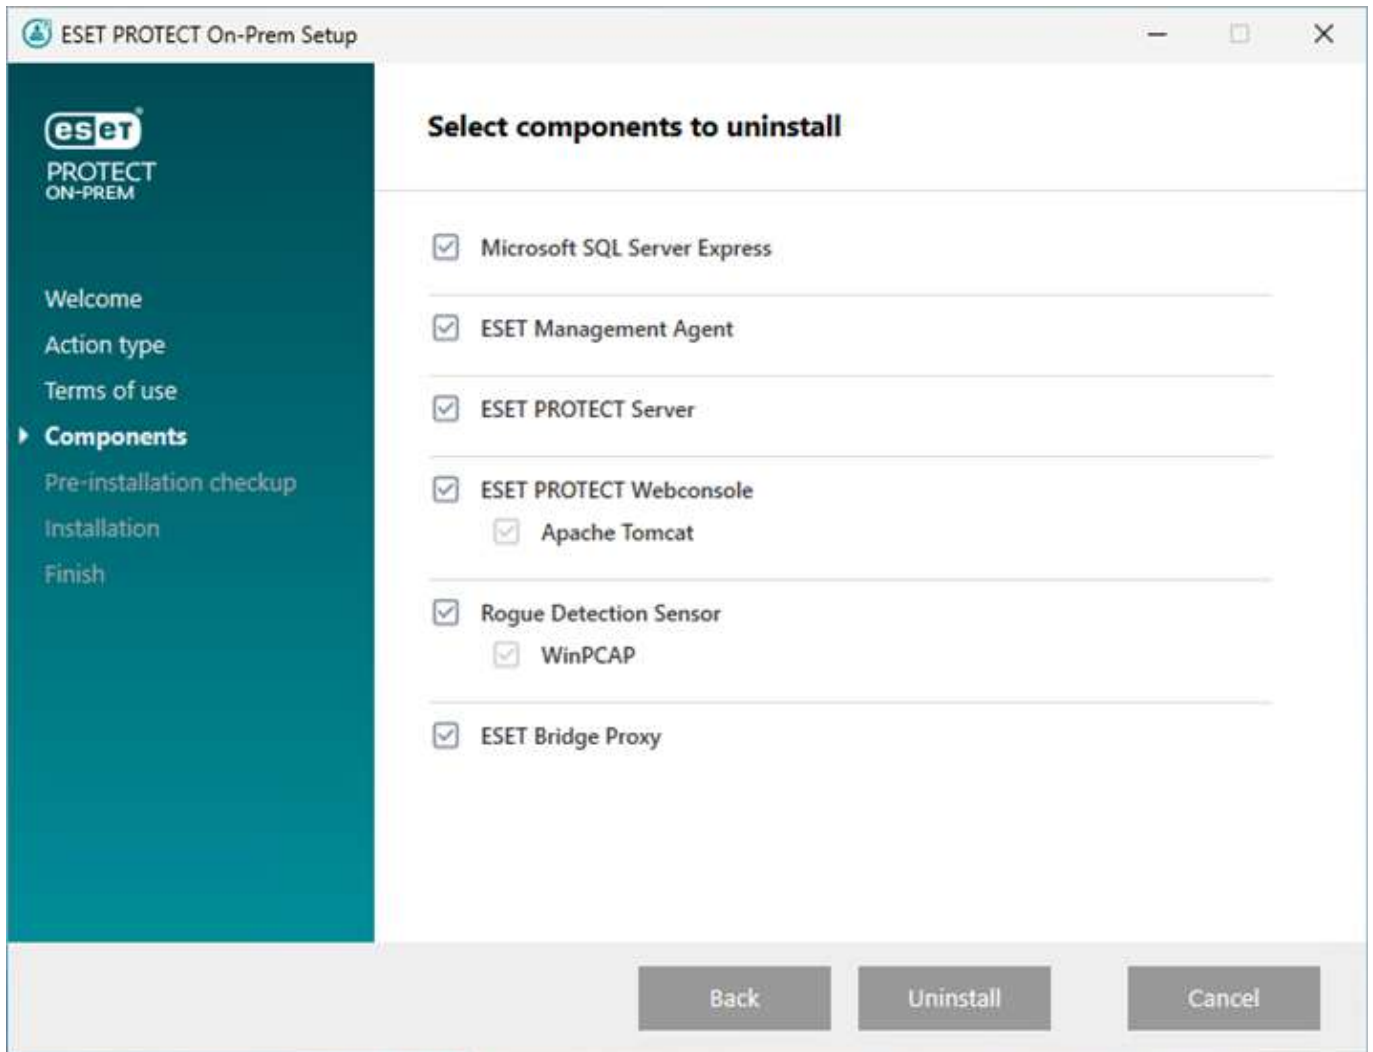 ESET PROTECT On-Prem Setup
eseT
PROTECT
ON-PREM
Welcome
Action type
Terms of use
Components
Pre-installation checkup
Installation
Finish
Select components to uninstall
Microsoft SQL Server Express
ESET Management Agent
ESET PROTECT Server
ESET PROTECT Webconsole
Apache Tomcat
Rogue Detection Sensor
WinPCAP
ESET Bridge Proxy
Back
Uninstall
Cancel